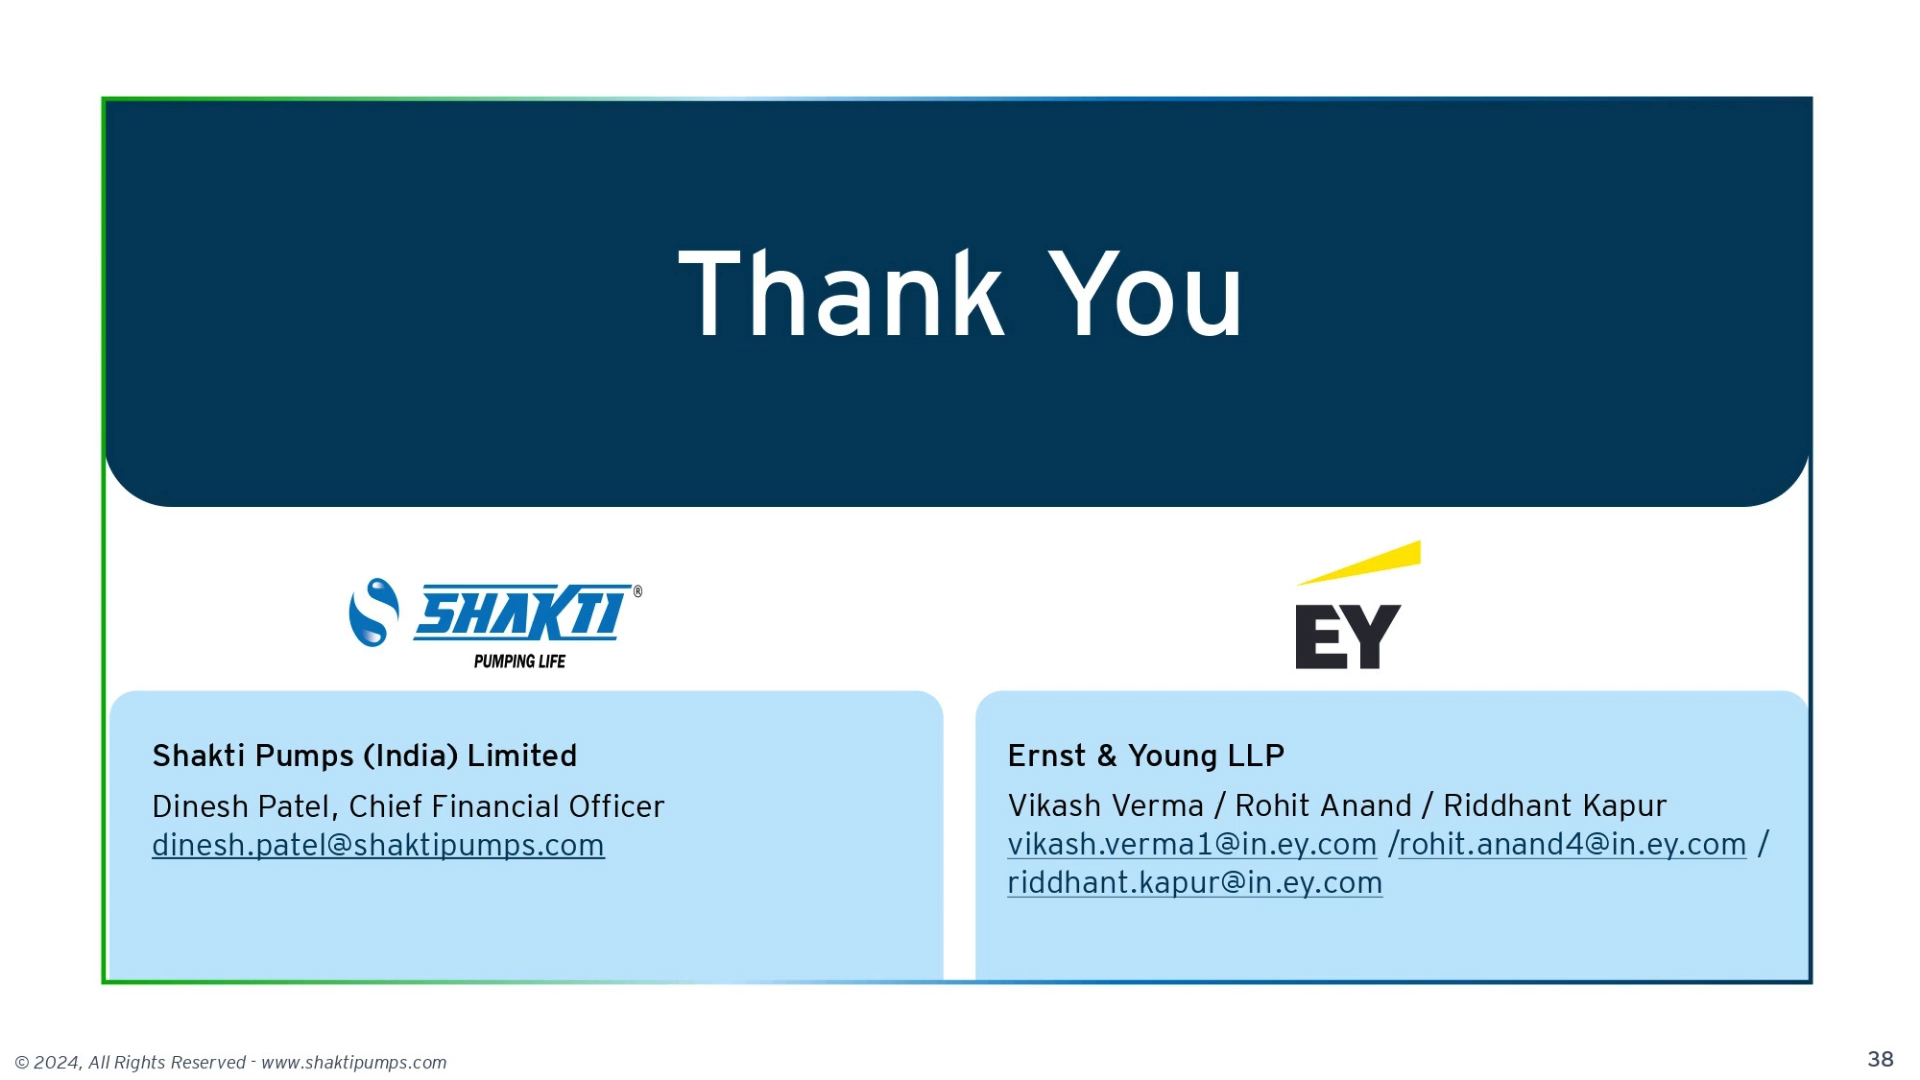 Thank You
SHAKTI®
PUMPING LIFE
EY
Shakti Pumps (India) Limited
Dinesh Patel, Chief Financial Officer
dinesh.patel@shaktipumps.com
Ernst & Young LLP
Vikash Verma / Rohit Anand / Riddhant Kapur
vikash.verma1@in.ey.com /rohit.anand4@in.ey.com /
riddhant.kapur@in.ey.com
© 2024, All Rights Reserved - www.shaktipumps.com
38